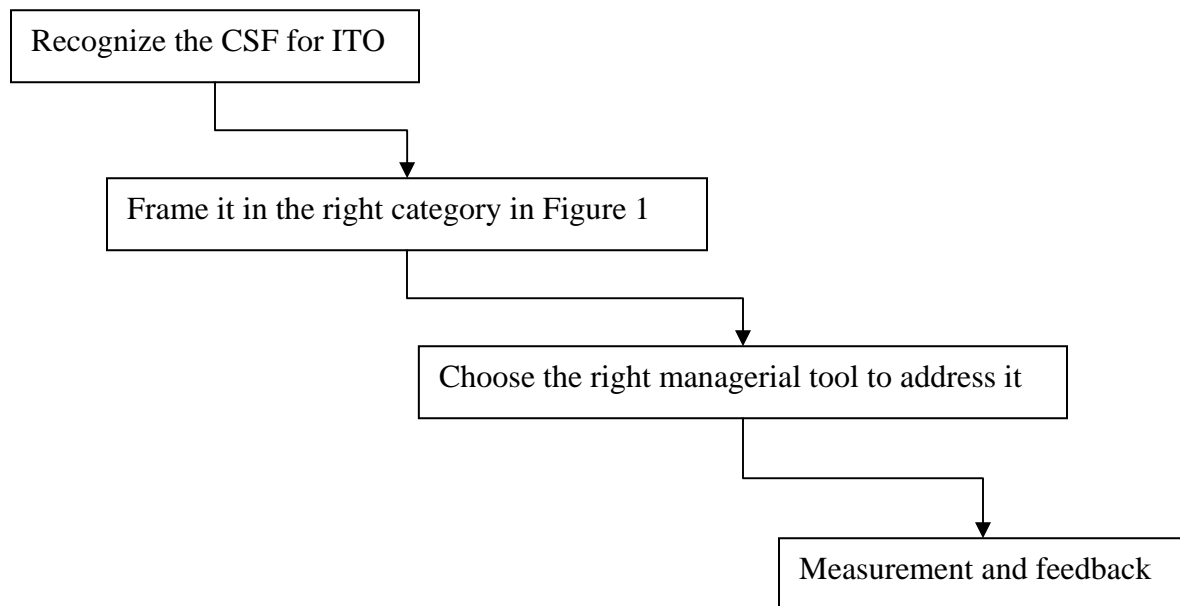 Recognize the CSF for ITO
Frame it in the right category in Figure 1
Choose the right managerial tool to address it
Measurement and feedback